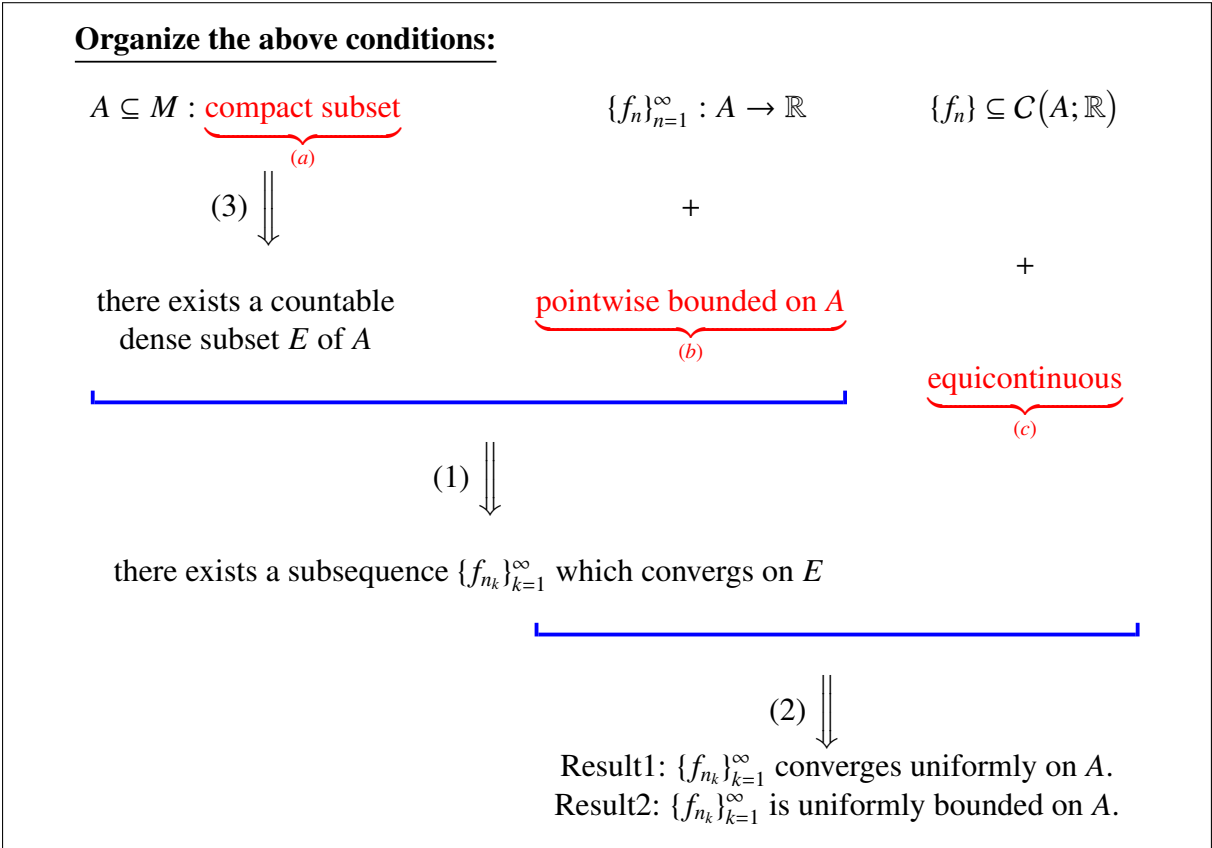 Organize the above conditions:
A ⊆ M : compact subset {f_n}_{n=1}^∞ : A → ℝ {f_n} ⊆ C(A; ℝ)
(a)
(3) ⇓ +
+
there exists a countable pointwise bounded on A
dense subset E of A
(b)
equicontinuous
(c)
(1) ⇓
there exists a subsequence {f_{n_k}}_{k=1}^∞ which convergs on E
(2) ⇓
Result1: {f_{n_k}}_{k=1}^∞ converges uniformly on A.
Result2: {f_{n_k}}_{k=1}^∞ is uniformly bounded on A.